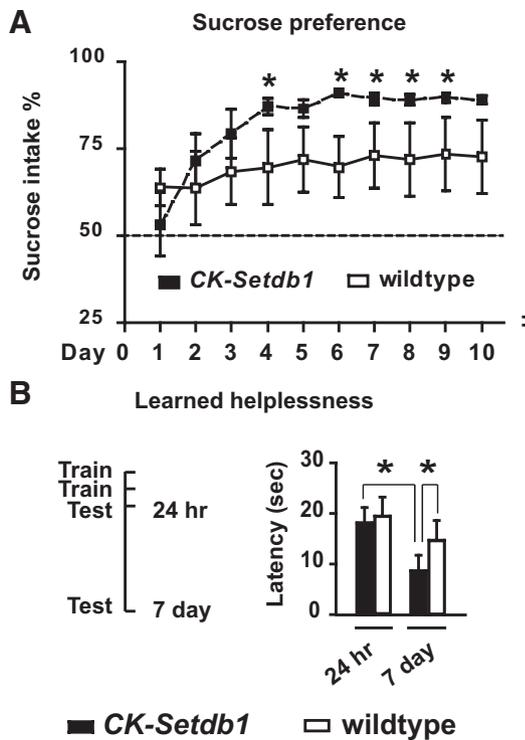 A
Sucrose preference
Sucrose intake %
100
75
50
25
* * * * *
CK-Setdb1 wildtype
Day 0 1 2 3 4 5 6 7 8 9 10
B
Learned helplessness
Train
Train
Test 24 hr
Test 7 day
Latency (sec)
30
20
10
0
* *
24 hr 7 day
CK-Setdb1 wildtype